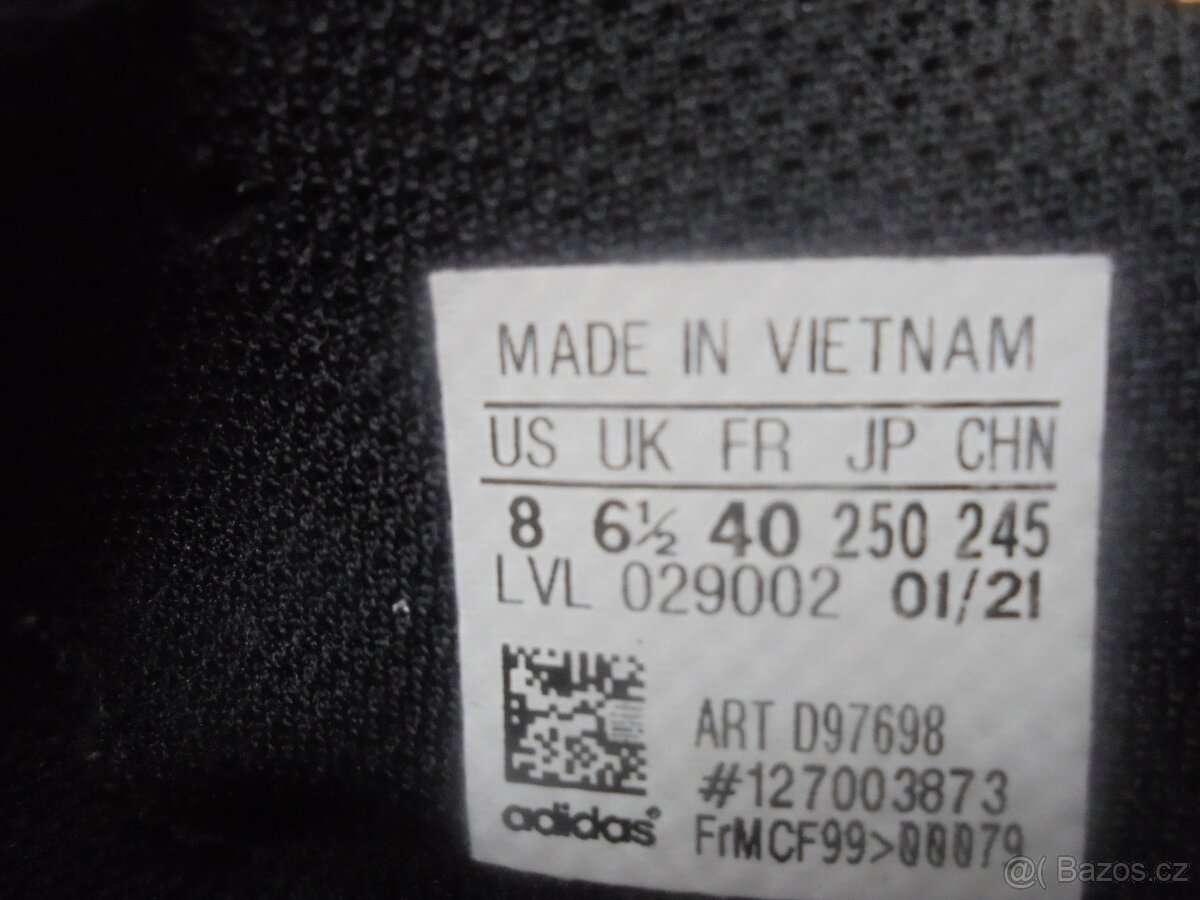 MADE IN VIETNAM
US UK FR JP CHN
8 6½ 40 250 245
LVL 029002 01/21
ART D97698
#127003873
adidas®
FrMCF99>00079
@( Bazos.cz